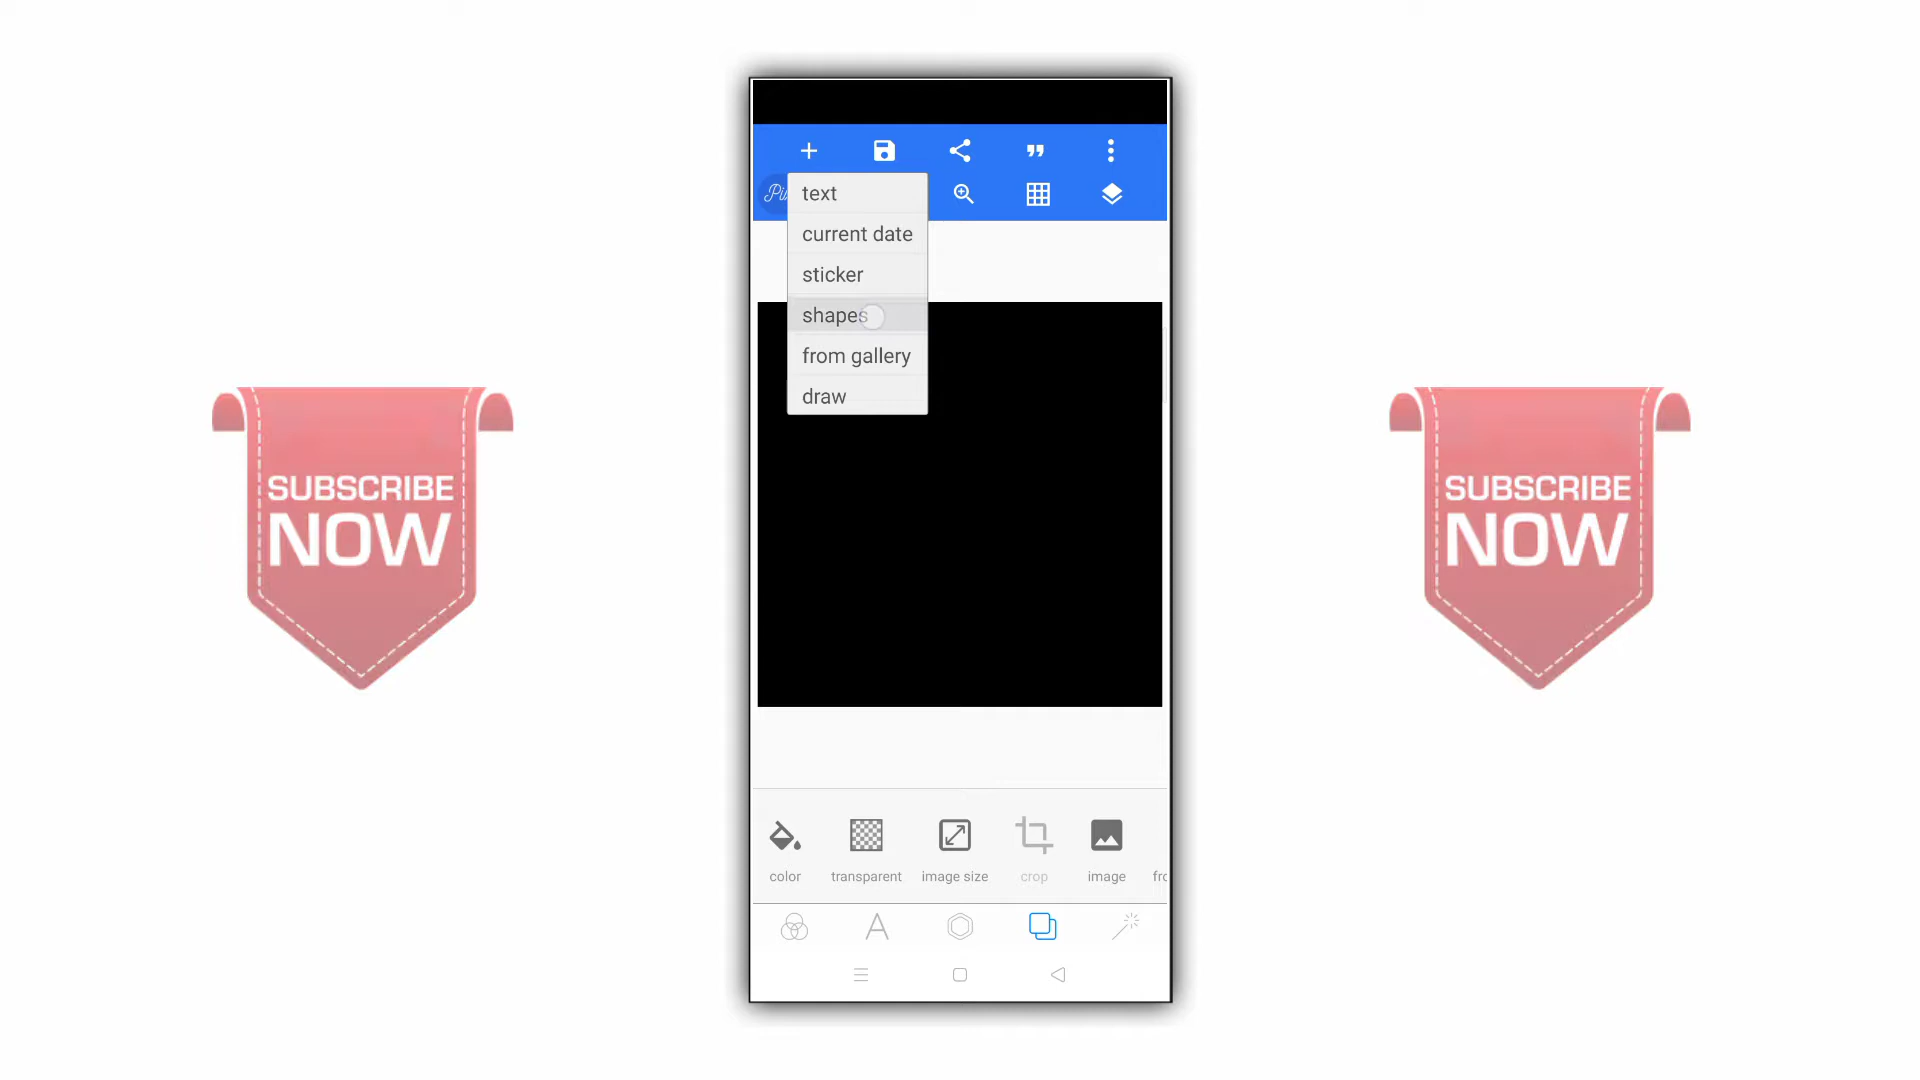 text
current date
sticker
shapes
from gallery
draw
SUBSCRIBE
NOW
SUBSCRIBE
NOW
color
transparent
image size
crop
image